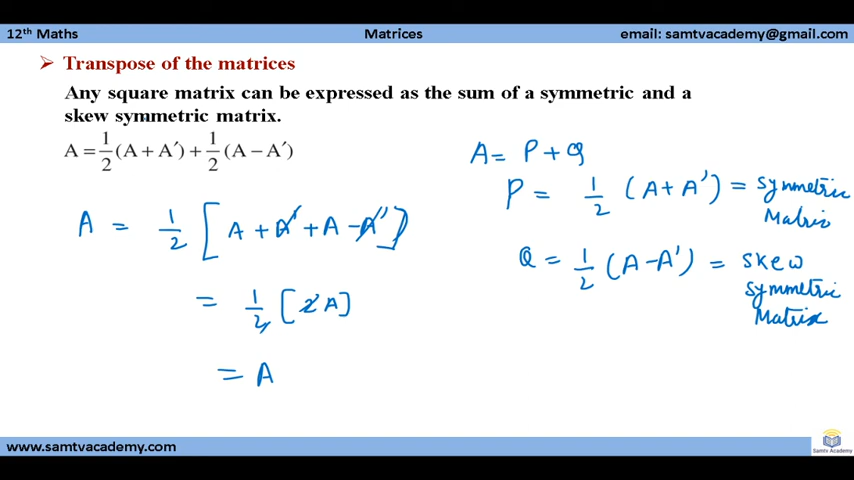 12th Maths
Matrices
email: samtvacademy@gmail.com
➢ Transpose of the matrices
Any square matrix can be expressed as the sum of a symmetric and a
skew symmetric matrix.
A = 1/2 (A + A′) + 1/2 (A − A′)
A = 1/2 [A + A′ + A − A′]
= 1/2 [2A]
= A
A = P + Q
P = 1/2 (A + A′) = Symmetric
Matrix
Q = 1/2 (A − A′) = Skew
Symmetric
Matrix
www.samtvacademy.com
Samtv Academy